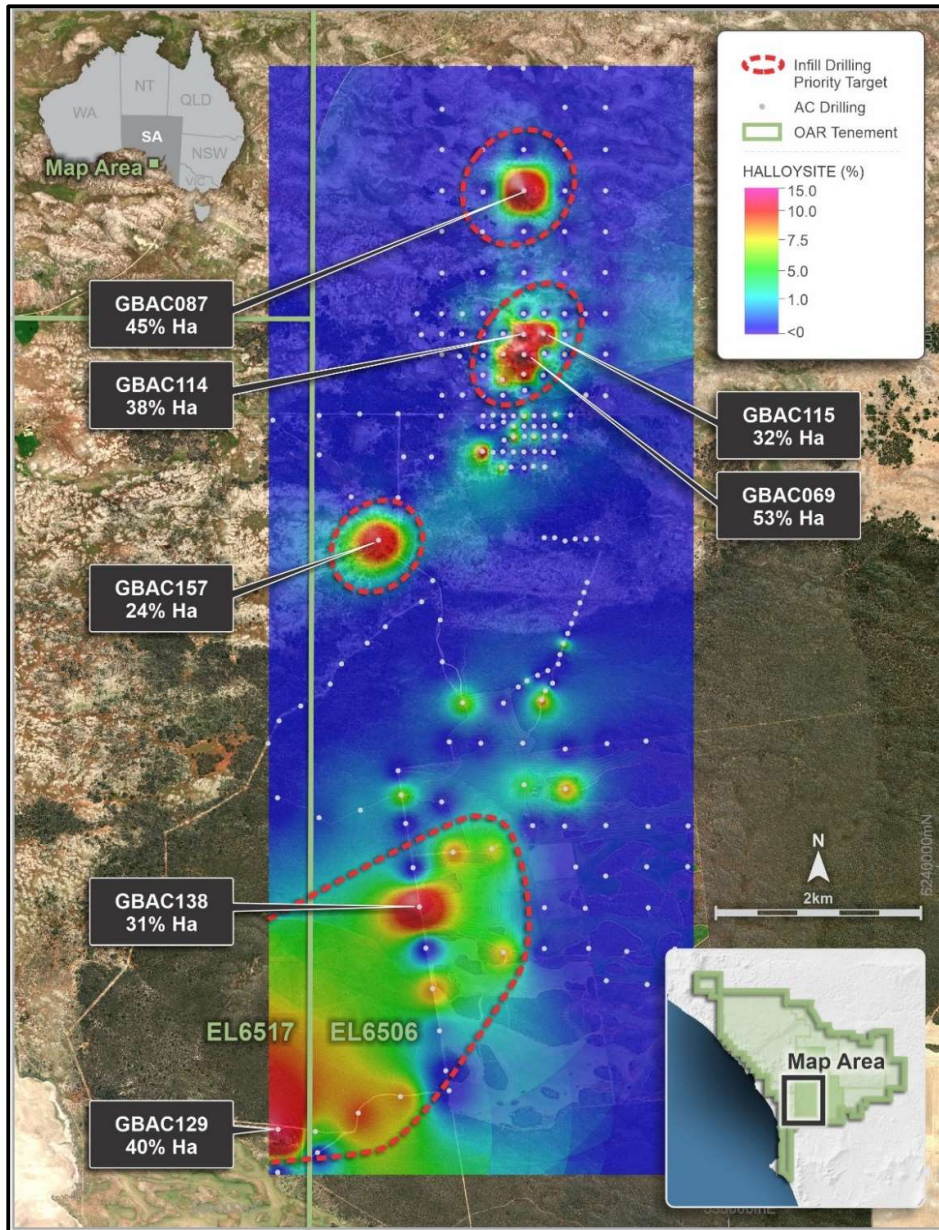 WA
NT
QLD
SA
NSW
VIC
Map Area
Infill Drilling
Priority Target
AC Drilling
OAR Tenement
HALLOYSITE (%)
15.0
10.0
7.5
5.0
1.0
<0
GBAC087
45% Ha
GBAC114
38% Ha
GBAC115
32% Ha
GBAC069
53% Ha
GBAC157
24% Ha
GBAC138
31% Ha
N
2km
6240000mN
EL6517
EL6506
Map Area
GBAC129
40% Ha